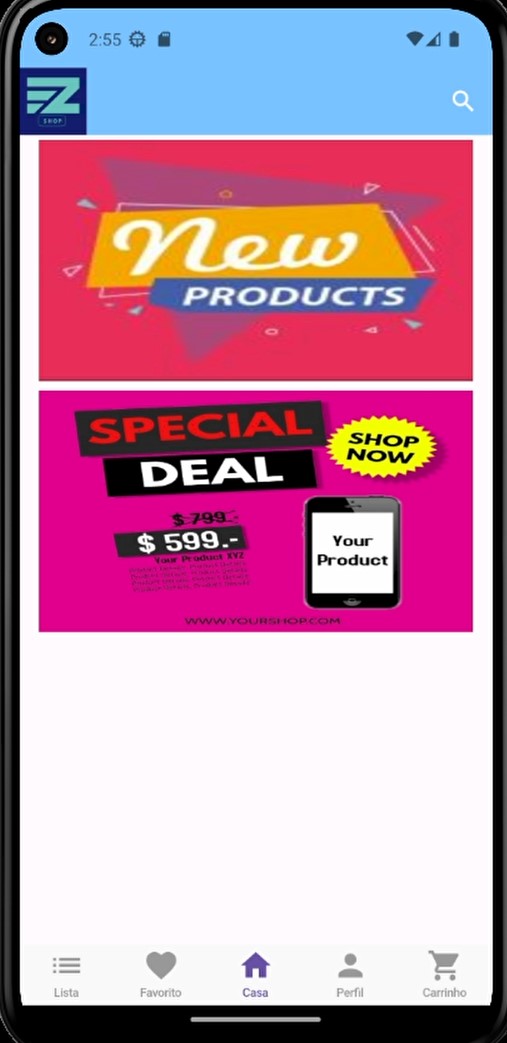 2:55
EZ
SHOP
New
PRODUCTS
SPECIAL
DEAL
SHOP
NOW
$ 799.-
$ 599.-
Your Product XYZ
Your
Product
WWW.YOURSHOP.COM
Lista
Favorito
Casa
Perfil
Carrinho